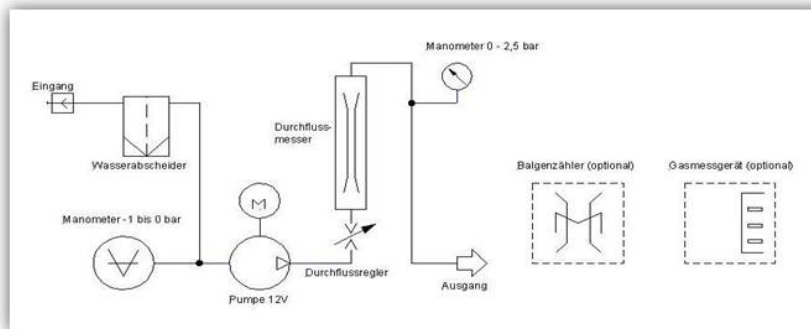 Manometer 0 - 2,5 bar
Eingang
Durchfluss-
messer
Wasserabscheider
Balgenzähler (optional)
Gasmessgerät (optional)
Manometer -1 bis 0 bar
M
Durchflussregler
Pumpe 12V
Ausgang